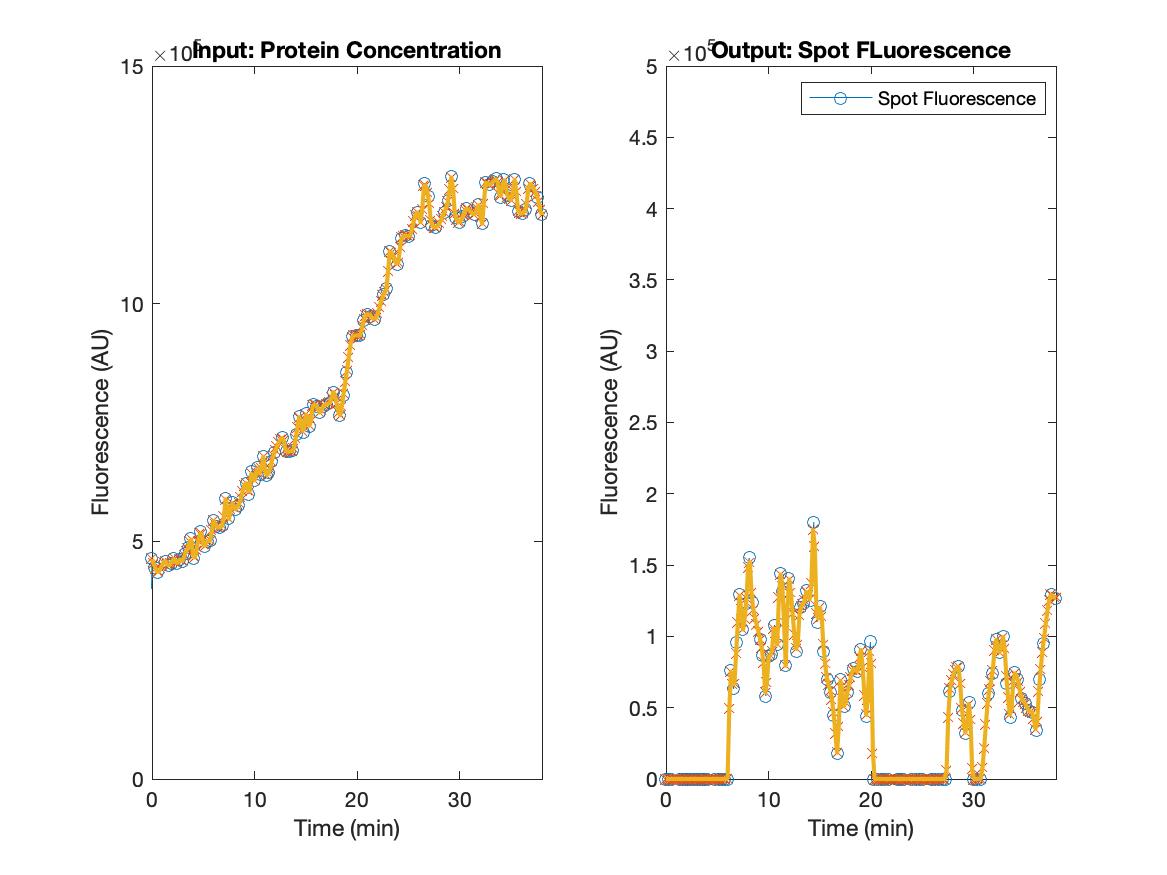 ×10⁵
Input: Protein Concentration
15
10
5
0
0 10 20 30
Fluorescence (AU)
Time (min)
×10⁵
Output: Spot FLuorescence
Spot Fluorescence
5
4.5
4
3.5
3
2.5
2
1.5
1
0.5
0
0 10 20 30
Fluorescence (AU)
Time (min)